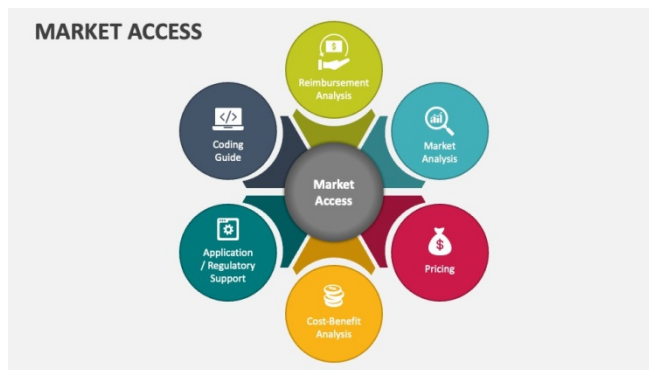 MARKET ACCESS
Reimbursement
Analysis
Market
Analysis
Pricing
Cost-Benefit
Analysis
Application
/ Regulatory
Support
Coding
Guide
Market
Access